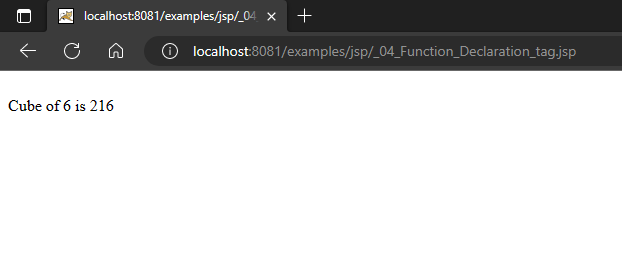 localhost:8081/examples/jsp/_04
localhost:8081/examples/jsp/_04_Function_Declaration_tag.jsp
Cube of 6 is 216